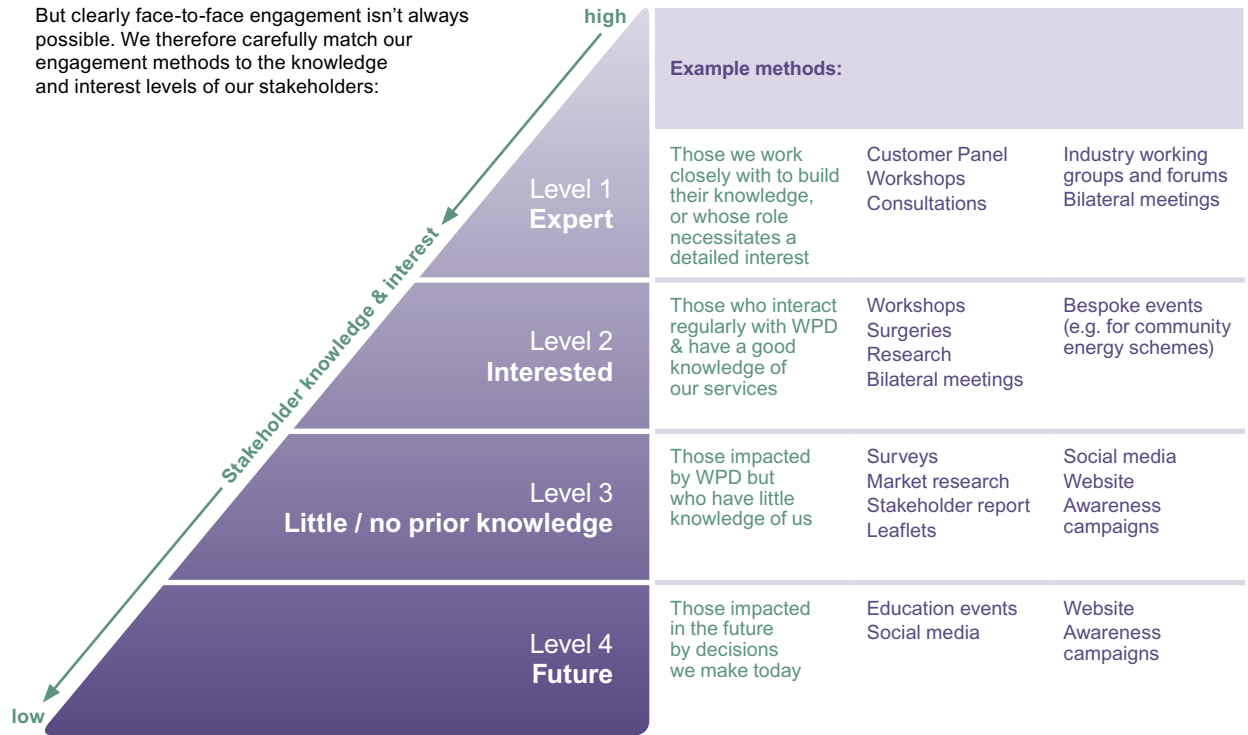 But clearly face-to-face engagement isn't always
possible. We therefore carefully match our
engagement methods to the knowledge
and interest levels of our stakeholders:
high
Stakeholder knowledge & interest
low
Example methods:
Level 1
Expert
Those we work
closely with to build
their knowledge,
or whose role
necessitates a
detailed interest
Customer Panel
Workshops
Consultations
Industry working
groups and forums
Bilateral meetings
Level 2
Interested
Those who interact
regularly with WPD
& have a good
knowledge of
our services
Workshops
Surgeries
Research
Bilateral meetings
Bespoke events
(e.g. for community
energy schemes)
Level 3
Little / no prior knowledge
Those impacted
by WPD but
who have little
knowledge of us
Surveys
Market research
Stakeholder report
Leaflets
Social media
Website
Awareness
campaigns
Level 4
Future
Those impacted
in the future
by decisions
we make today
Education events
Social media
Website
Awareness
campaigns